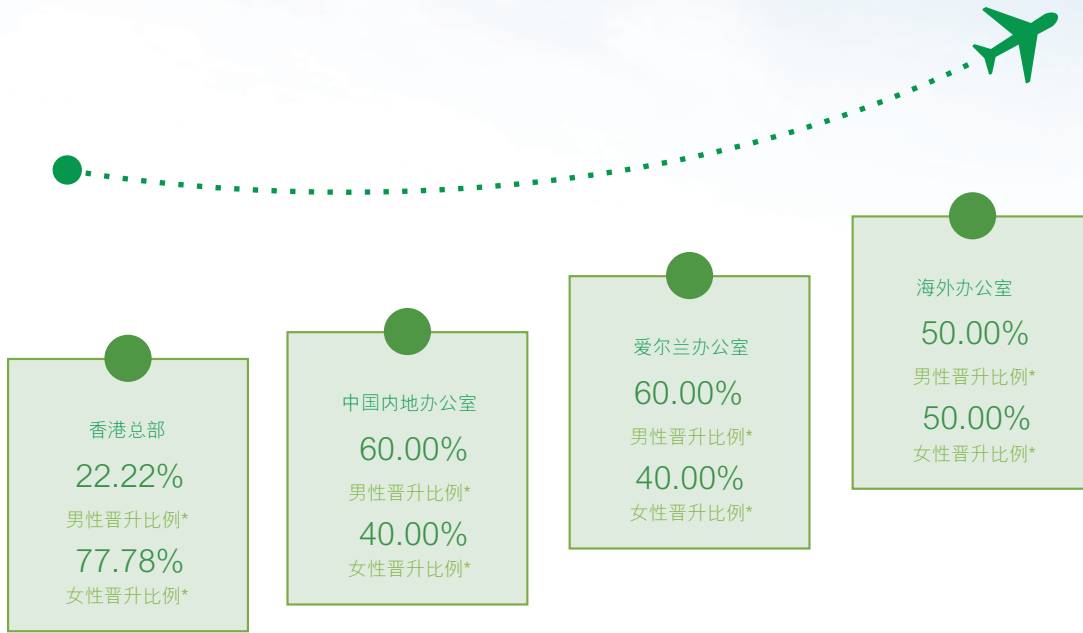 香港总部
22.22%
男性晋升比例*
77.78%
女性晋升比例*
中国内地办公室
60.00%
男性晋升比例*
40.00%
女性晋升比例*
爱尔兰办公室
60.00%
男性晋升比例*
40.00%
女性晋升比例*
海外办公室
50.00%
男性晋升比例*
50.00%
女性晋升比例*